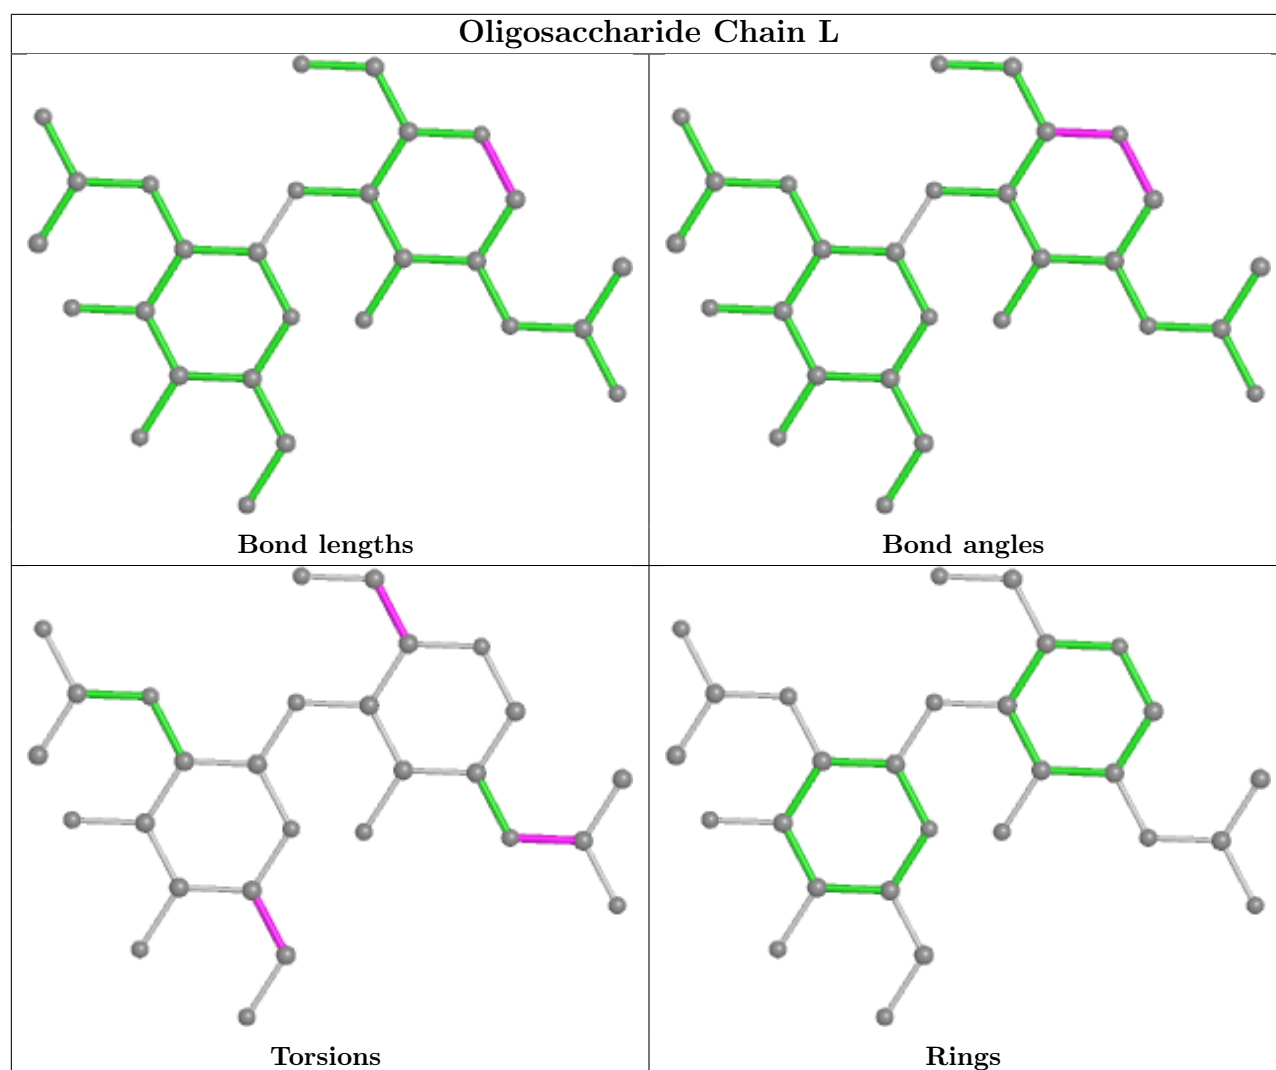 Oligosaccharide Chain L
Bond lengths
Bond angles
Torsions
Rings